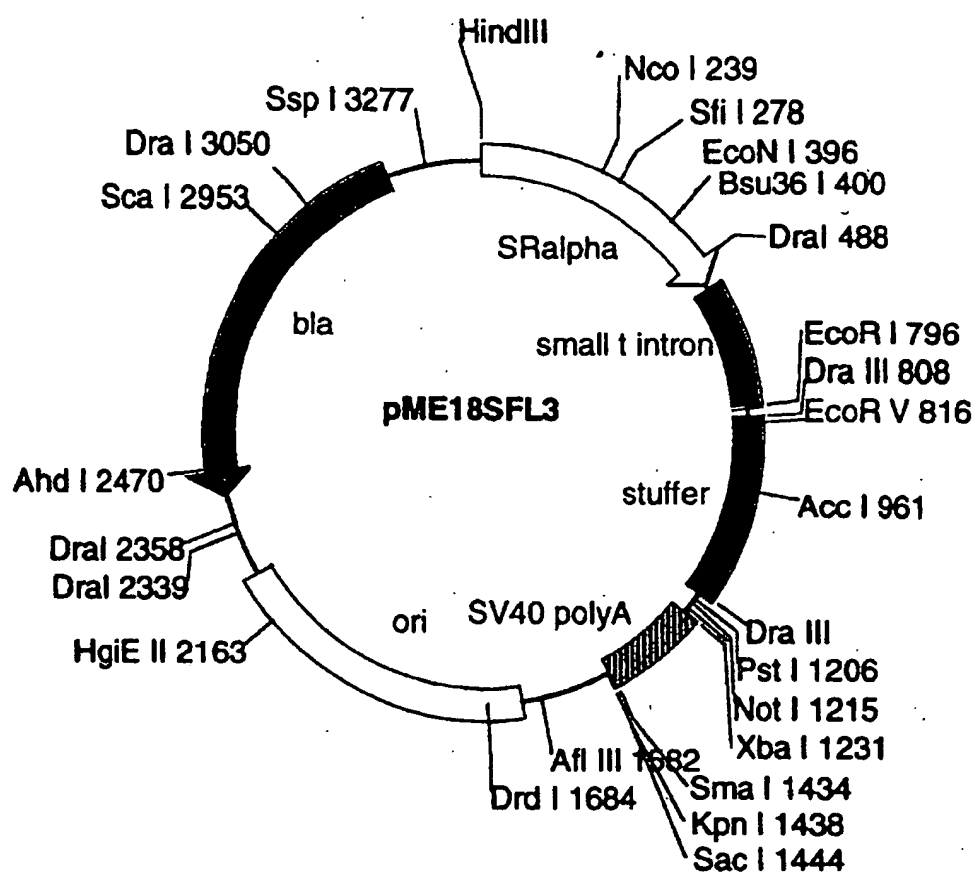 HindIII
Nco I 239
Sfi I 278
EcoN I 396
Bsu36 I 400
DraI 488
EcoR I 796
Dra III 808
EcoR V 816
Acc I 961
Dra III
Pst I 1206
Not I 1215
Xba I 1231
Sma I 1434
Kpn I 1438
Sac I 1444
Afl III
Drd I 1684
HgiE II 2163
DraI 2339
DraI 2358
Ahd I 2470
Sca I 2953
Dra I 3050
Ssp I 3277
SRalpha
small t intron
stuffer
SV40 polyA
ori
bla
pME18SFL3